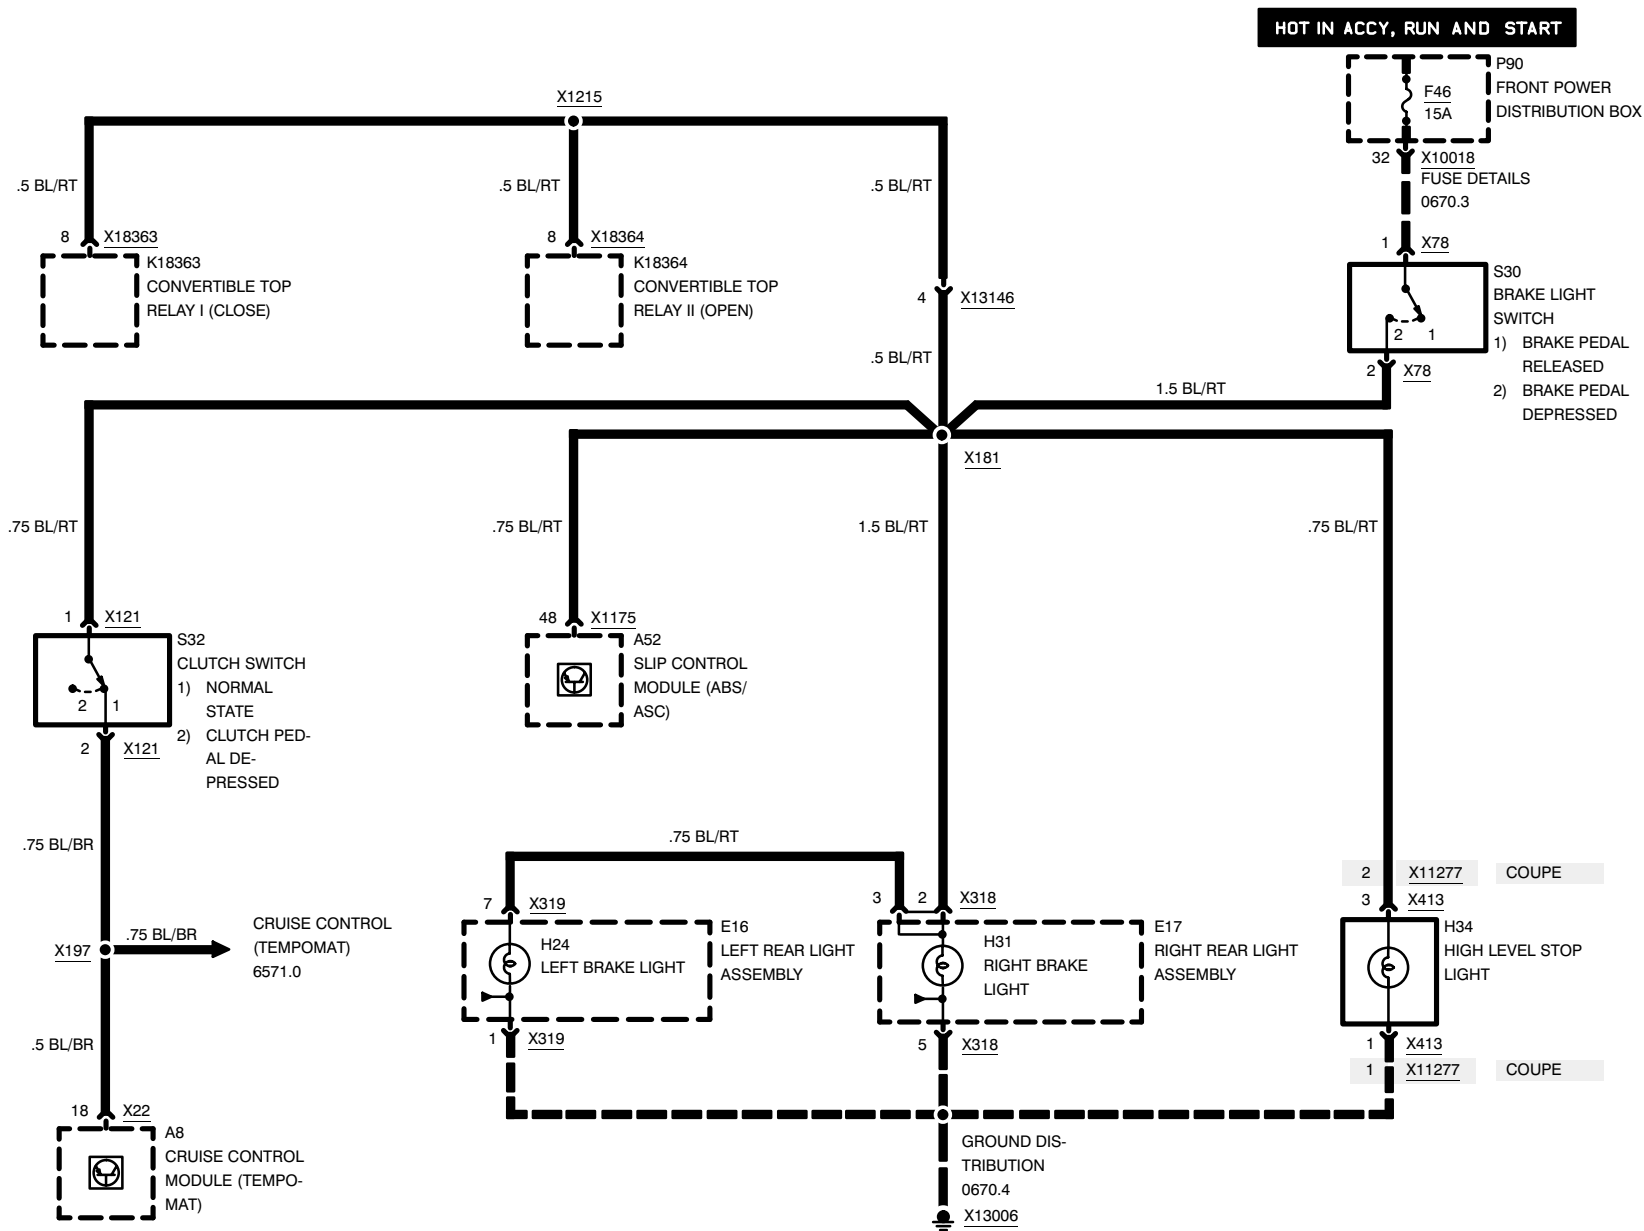 HOT IN ACCY, RUN AND START
P90
FRONT POWER
DISTRIBUTION BOX
F46
15A
32
X10018
FUSE DETAILS
0670.3
1
X78
S30
BRAKE LIGHT
SWITCH
1) BRAKE PEDAL
RELEASED
2) BRAKE PEDAL
DEPRESSED
2 1
2
X78
1.5 BL/RT
X1215
.5 BL/RT
.5 BL/RT
.5 BL/RT
8
X18363
K18363
CONVERTIBLE TOP
RELAY I (CLOSE)
8
X18364
K18364
CONVERTIBLE TOP
RELAY II (OPEN)
4
X13146
.5 BL/RT
X181
.75 BL/RT
.75 BL/RT
1.5 BL/RT
.75 BL/RT
1
X121
S32
CLUTCH SWITCH
1) NORMAL
STATE
2) CLUTCH PED-
AL DE-
PRESSED
2 1
2
X121
48
X1175
A52
SLIP CONTROL
MODULE (ABS/
ASC)
.75 BL/BR
X197
.75 BL/BR
CRUISE CONTROL
(TEMPOMAT)
6571.0
.5 BL/BR
18
X22
A8
CRUISE CONTROL
MODULE (TEMPO-
MAT)
.75 BL/RT
7
X319
E16
LEFT REAR LIGHT
ASSEMBLY
H24
LEFT BRAKE LIGHT
1
X319
3
2
X318
E17
RIGHT REAR LIGHT
ASSEMBLY
H31
RIGHT BRAKE
LIGHT
5
X318
2
X11277
COUPE
3
X413
H34
HIGH LEVEL STOP
LIGHT
1
X413
1
X11277
COUPE
GROUND DIS-
TRIBUTION
0670.4
X13006